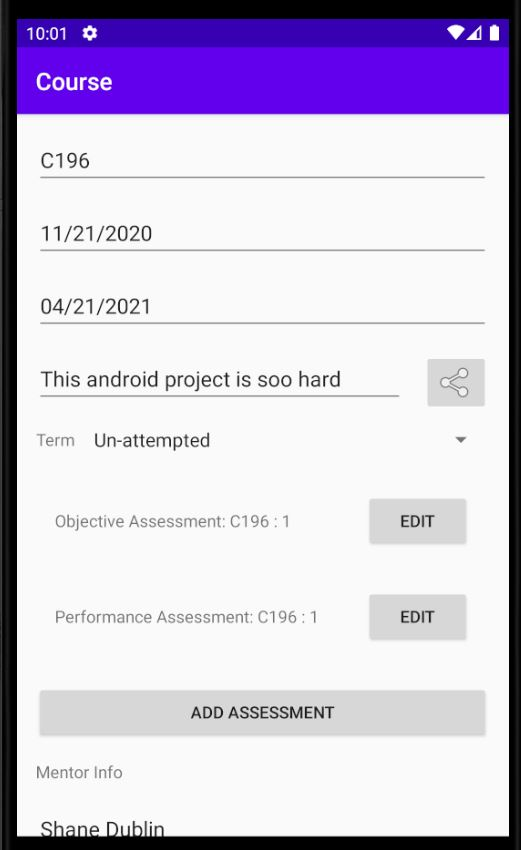 10:01
Course
C196
11/21/2020
04/21/2021
This android project is soo hard
Term Un-attempted
Objective Assessment: C196 : 1 EDIT
Performance Assessment: C196 : 1 EDIT
ADD ASSESSMENT
Mentor Info
Shane Dublin